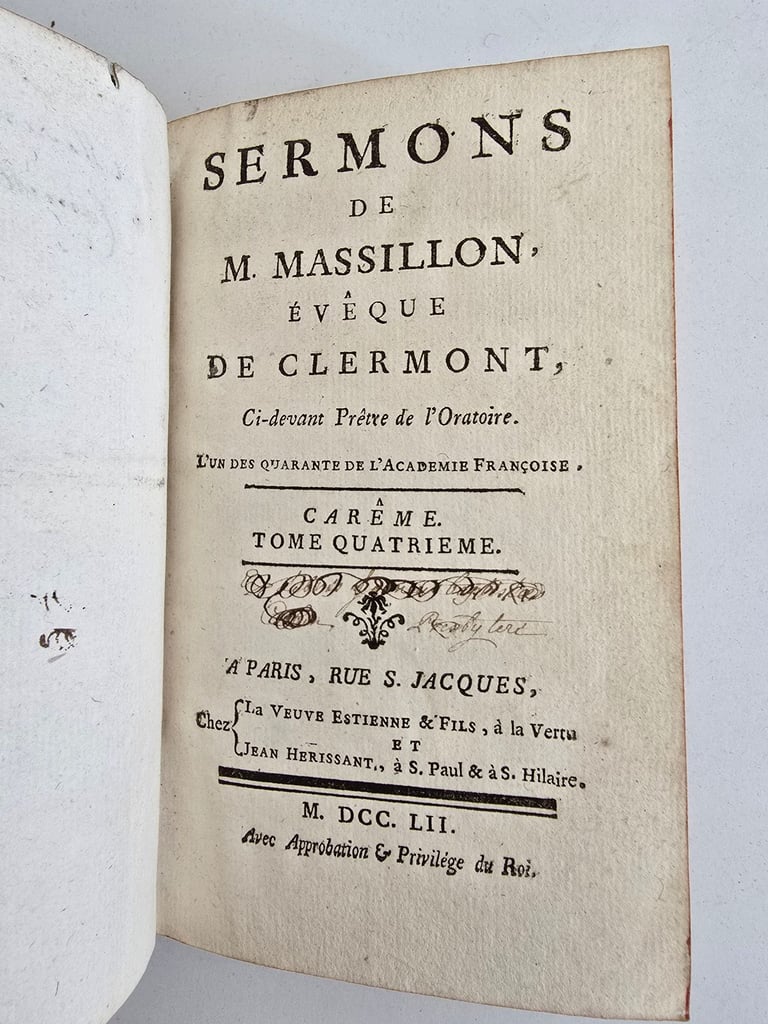 SERMONS
DE
M. MASSILLON,
ÉVÊQUE
DE CLERMONT,
Ci-devant Prêtre de l'Oratoire.
L'UN DES QUARANTE DE L'ACADEMIE FRANÇOISE.
CARÊME.
TOME QUATRIEME.
Presbyteri
A PARIS, RUE S. JACQUES,
Chez { LA VEUVE ESTIENNE & FILS, à la Vertu
ET
JEAN HERISSANT, à S. Paul & à S. Hilaire.
M. DCC. LII.
Avec Approbation & Privilége du Roi.